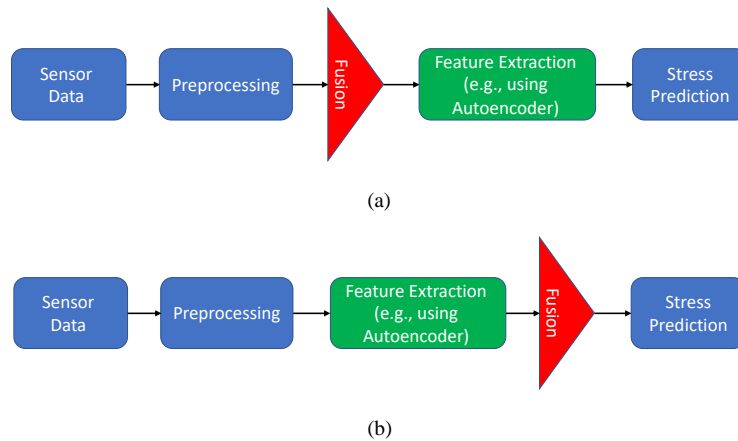 Sensor
Data
Preprocessing
Fusion
Feature Extraction
(e.g., using
Autoencoder)
Stress
Prediction
(a)
Sensor
Data
Preprocessing
Feature Extraction
(e.g., using
Autoencoder)
Fusion
Stress
Prediction
(b)